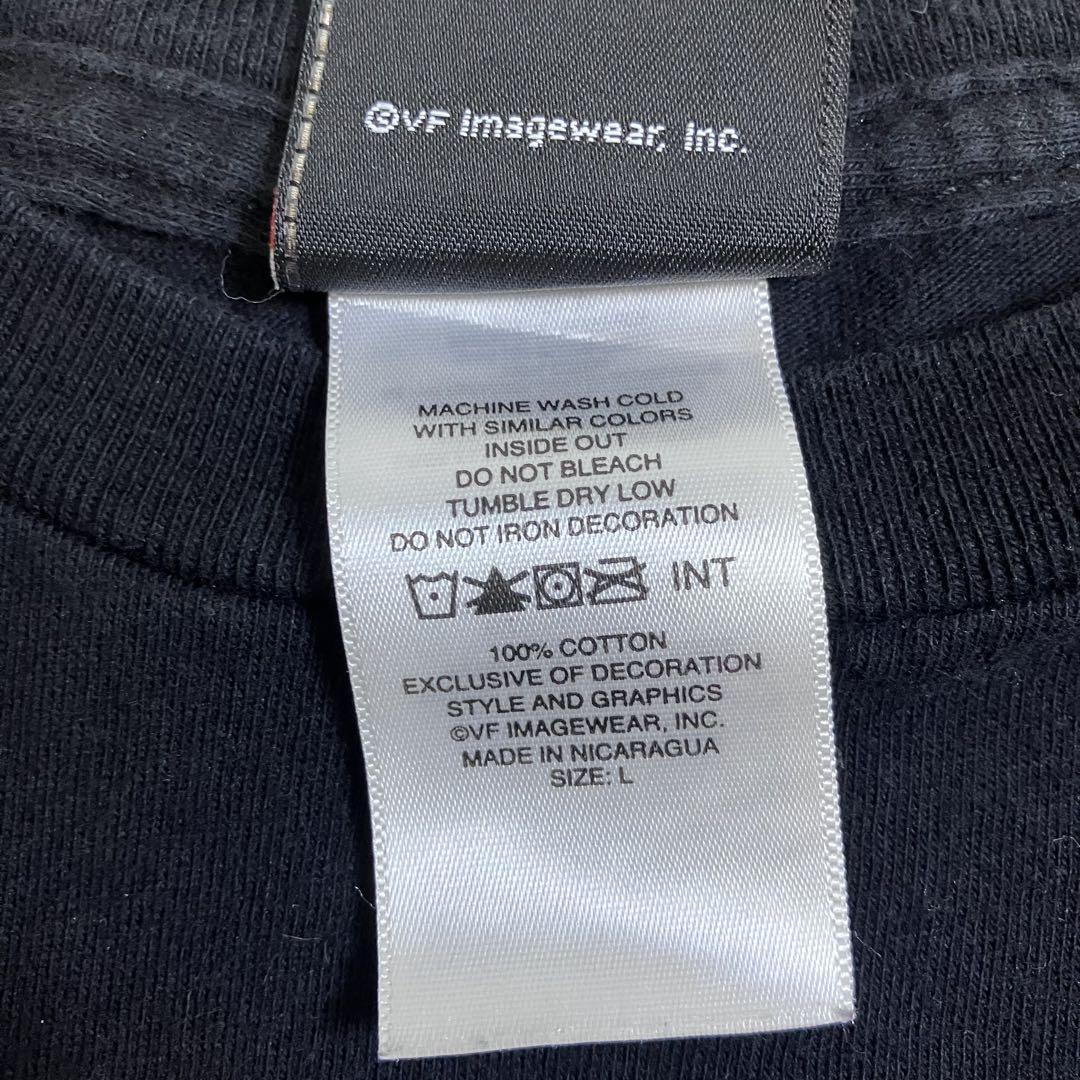 ©VF Imagewear, Inc.
MACHINE WASH COLD
WITH SIMILAR COLORS
INSIDE OUT
DO NOT BLEACH
TUMBLE DRY LOW
DO NOT IRON DECORATION
INT
100% COTTON
EXCLUSIVE OF DECORATION
STYLE AND GRAPHICS
©VF IMAGEWEAR, INC.
MADE IN NICARAGUA
SIZE: L